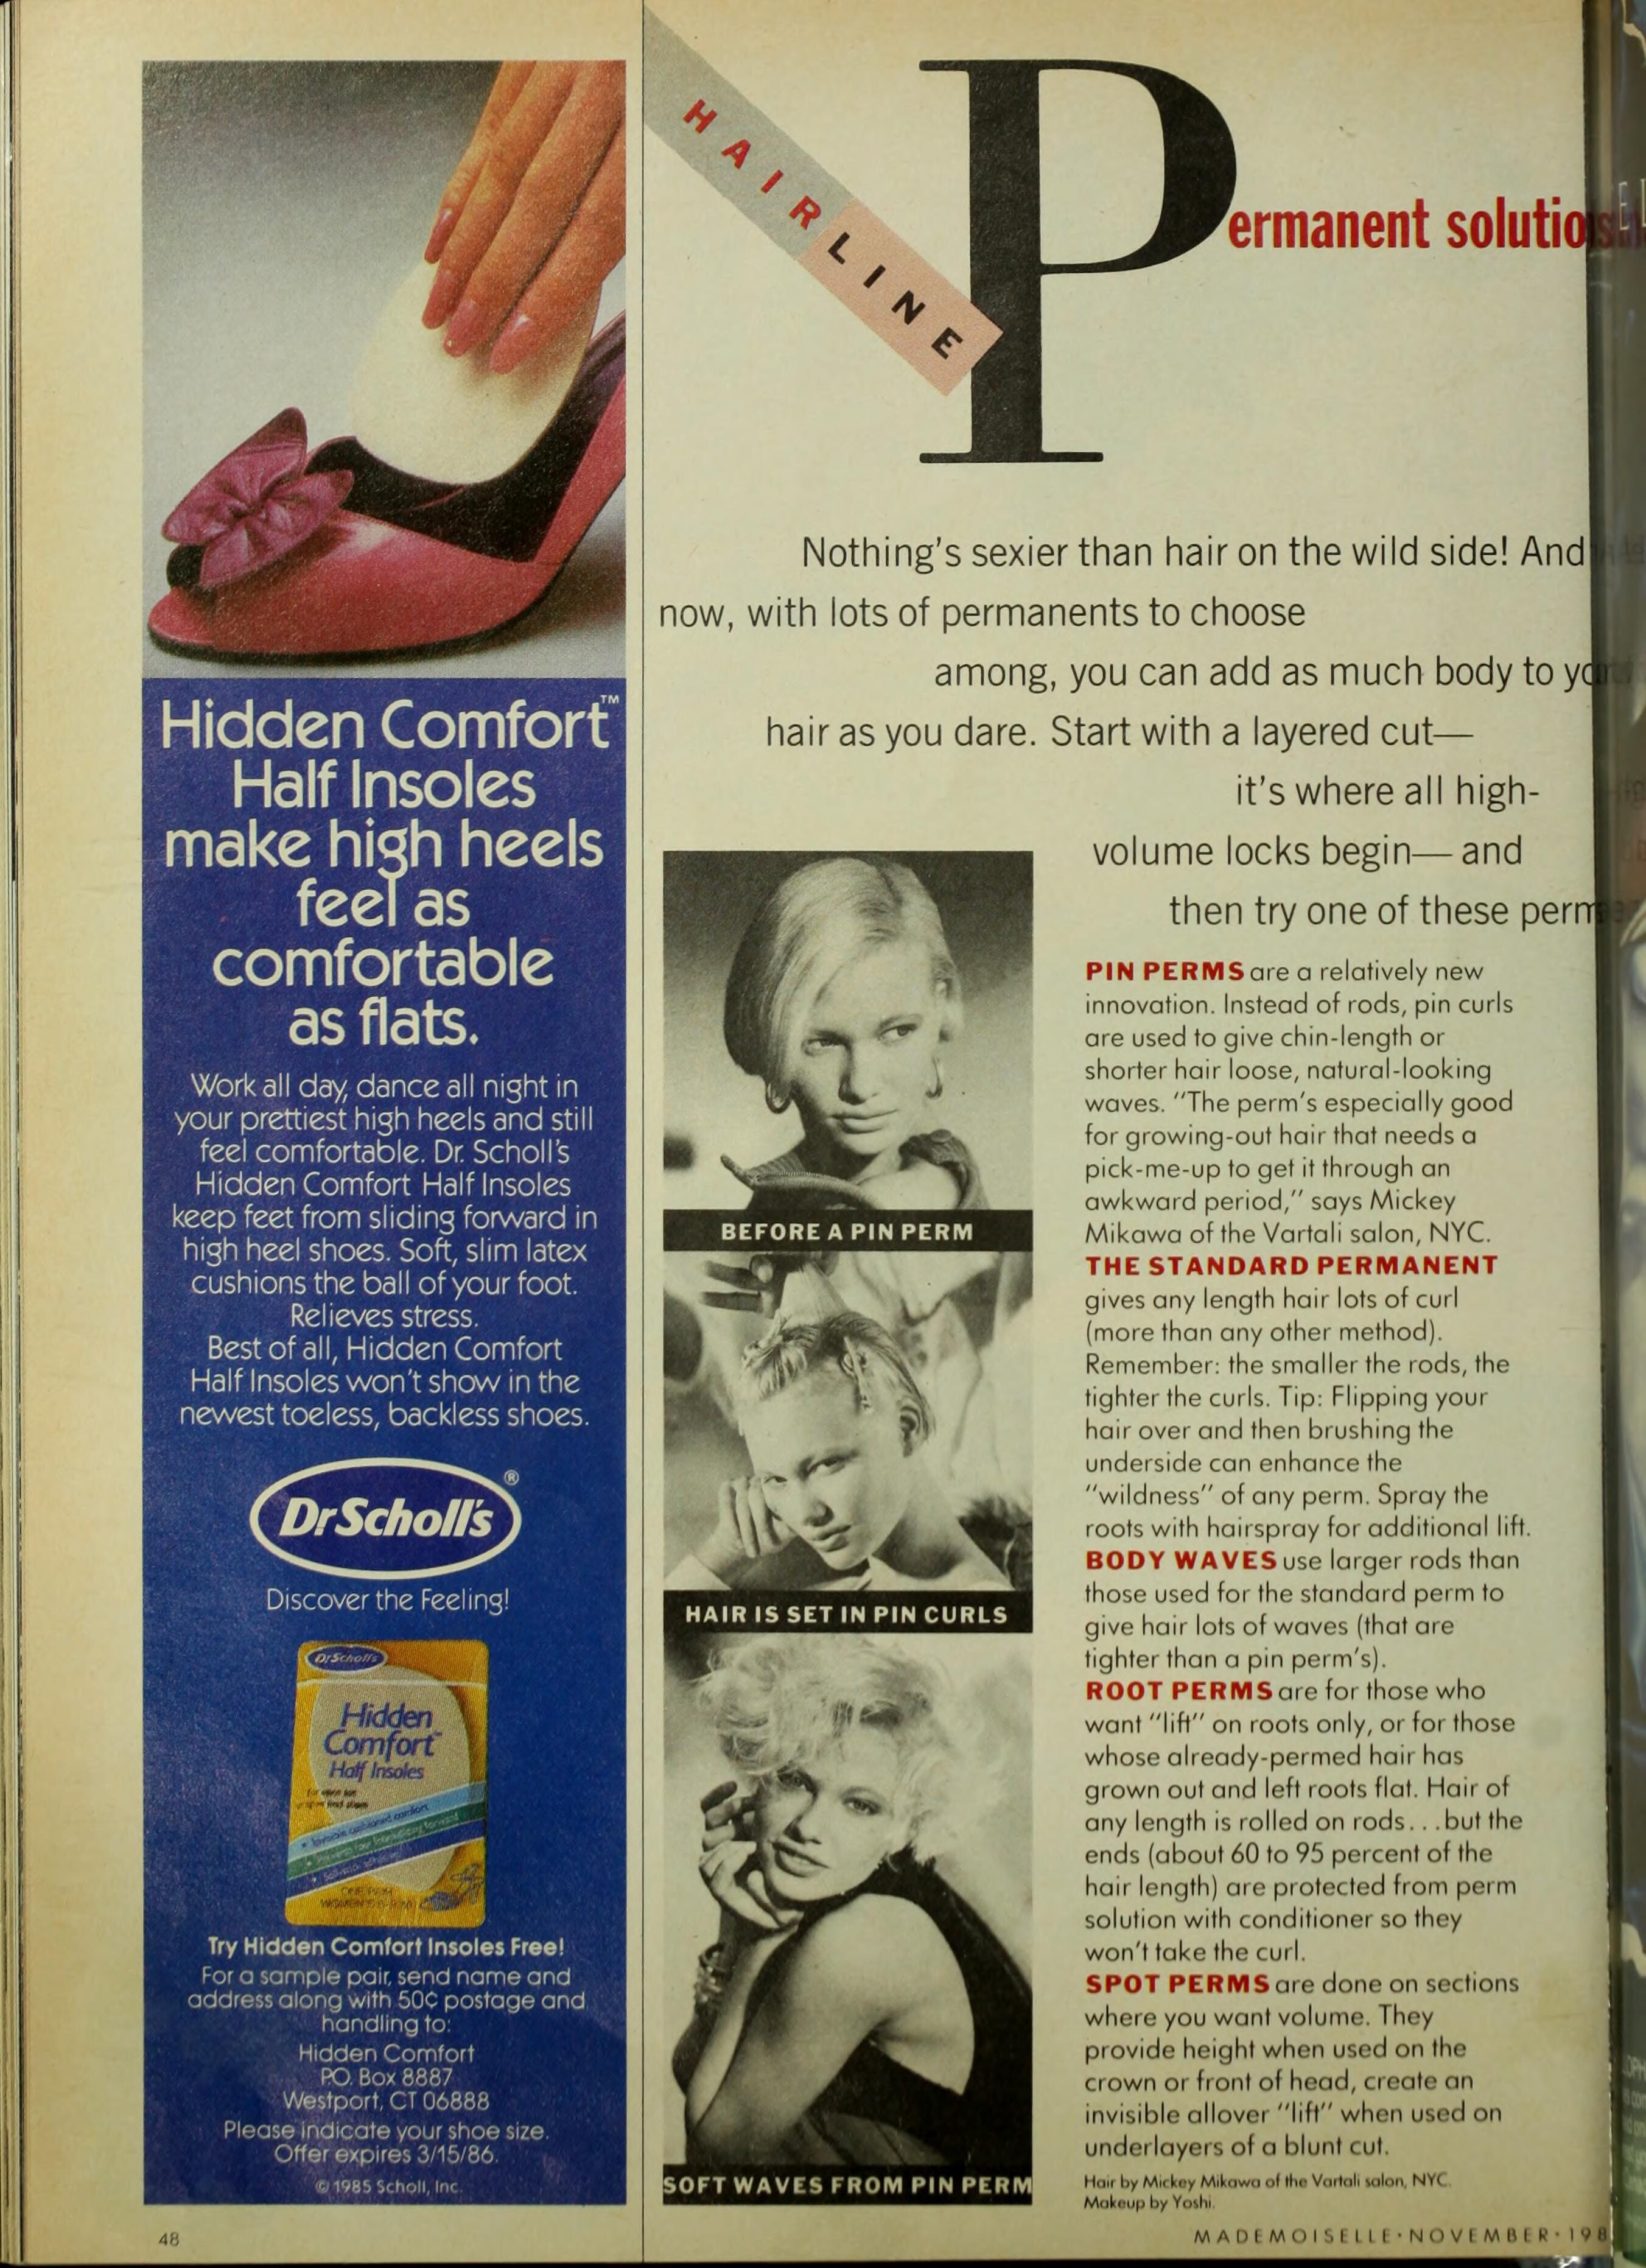 Hidden Comfort™
Half Insoles
make high heels
feel as
comfortable
as flats.
Work all day, dance all night in
your prettiest high heels and still
feel comfortable. Dr. Scholl's
Hidden Comfort Half Insoles
keep feet from sliding forward in
high heel shoes. Soft, slim latex
cushions the ball of your foot.
Relieves stress.
Best of all, Hidden Comfort
Half Insoles won't show in the
newest toeless, backless shoes.
Dr Scholl's®
Discover the Feeling!
Dr Scholl's
Hidden
Comfort™
Half Insoles
Try Hidden Comfort Insoles Free!
For a sample pair, send name and
address along with 50¢ postage and
handling to:
Hidden Comfort
P.O. Box 8887
Westport, CT 06888
Please indicate your shoe size.
Offer expires 3/15/86.
© 1985 Scholl, Inc.
48
HAIRLINE
Permanent solutio
Nothing's sexier than hair on the wild side! And
now, with lots of permanents to choose
among, you can add as much body to yo
hair as you dare. Start with a layered cut—
it's where all high-
volume locks begin—and
then try one of these perm
BEFORE A PIN PERM
HAIR IS SET IN PIN CURLS
SOFT WAVES FROM PIN PERM
PIN PERMS are a relatively new
innovation. Instead of rods, pin curls
are used to give chin-length or
shorter hair loose, natural-looking
waves. "The perm's especially good
for growing-out hair that needs a
pick-me-up to get it through an
awkward period," says Mickey
Mikawa of the Vartali salon, NYC.
THE STANDARD PERMANENT
gives any length hair lots of curl
(more than any other method).
Remember: the smaller the rods, the
tighter the curls. Tip: Flipping your
hair over and then brushing the
underside can enhance the
"wildness" of any perm. Spray the
roots with hairspray for additional lift.
BODY WAVES use larger rods than
those used for the standard perm to
give hair lots of waves (that are
tighter than a pin perm's).
ROOT PERMS are for those who
want "lift" on roots only, or for those
whose already-permed hair has
grown out and left roots flat. Hair of
any length is rolled on rods...but the
ends (about 60 to 95 percent of the
hair length) are protected from perm
solution with conditioner so they
won't take the curl.
SPOT PERMS are done on sections
where you want volume. They
provide height when used on the
crown or front of head, create an
invisible allover "lift" when used on
underlayers of a blunt cut.
Hair by Mickey Mikawa of the Vartali salon, NYC.
Makeup by Yoshi.
MADEMOISELLE·NOVEMBER·198